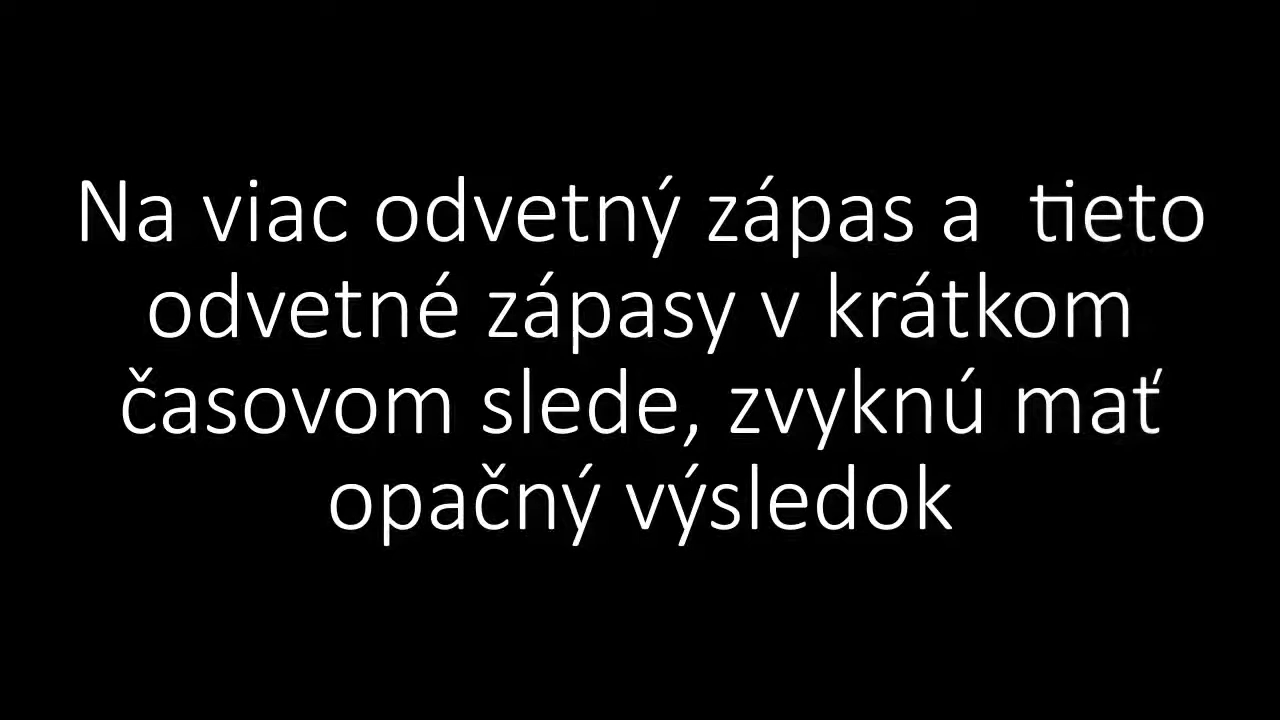 Na viac odvetný zápas a  tieto
odvetné zápasy v krátkom
časovom slede, zvyknú mať
opačný výsledok